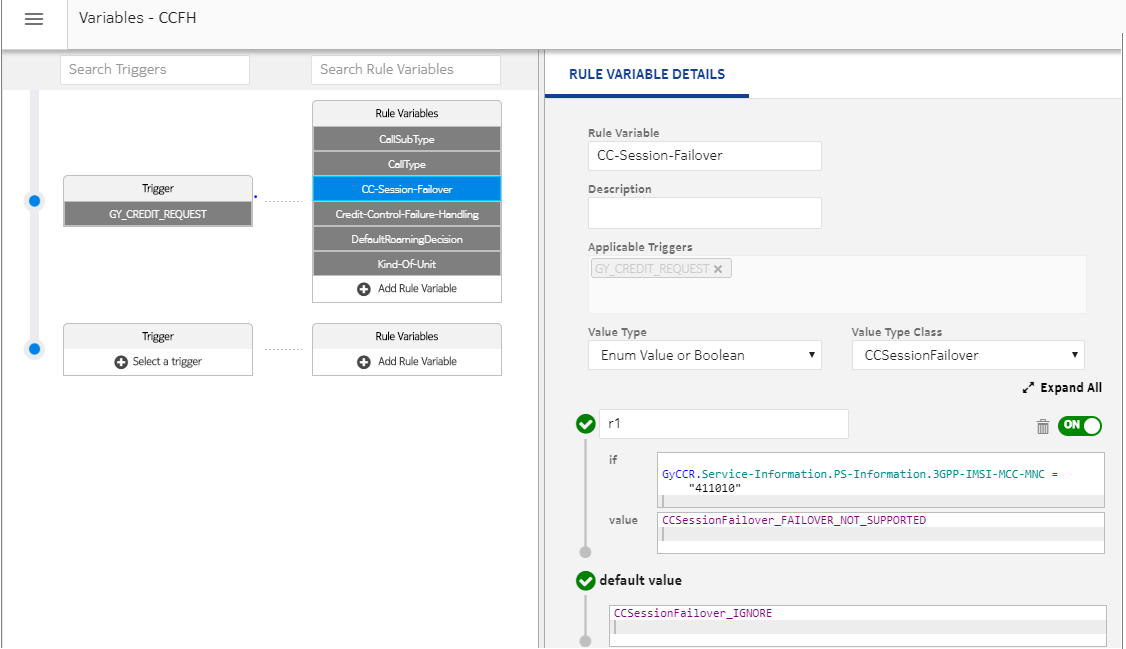 Variables - CCFH
Search Triggers
Search Rule Variables
Trigger
GY_CREDIT_REQUEST
Rule Variables
CallSubType
CallType
CC-Session-Failover
Credit-Control-Failure-Handling
DefaultRoamingDecision
Kind-Of-Unit
Add Rule Variable
Trigger
Select a trigger
Rule Variables
Add Rule Variable
RULE VARIABLE DETAILS
Rule Variable
CC-Session-Failover
Description
Applicable Triggers
GY_CREDIT_REQUEST
Value Type
Value Type Class
Enum Value or Boolean
CCSessionFailover
Expand All
r1
ON
if
GyCCR.Service-Information.PS-Information.3GPP-IMSI-MCC-MNC =
"411010"
value
CCSessionFailover_FAILOVER_NOT_SUPPORTED
default value
CCSessionFailover_IGNORE